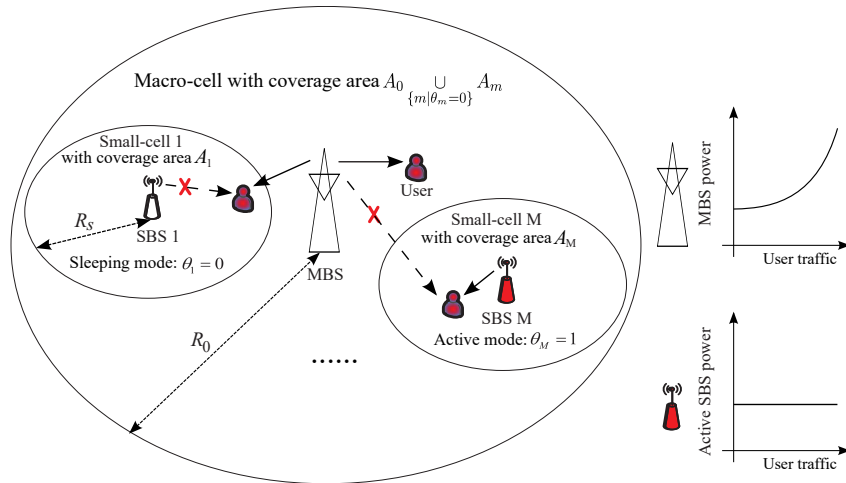 Macro-cell with coverage area A₀ ∪ Aₘ
{m|θₘ=0}
Small-cell 1
with coverage area A₁
SBS 1
Rₛ
Sleeping mode: θ₁ = 0
User
MBS
R₀
Small-cell M
with coverage area A_M
SBS M
Active mode: θ_M = 1
......
MBS power
User traffic
Active SBS power
User traffic